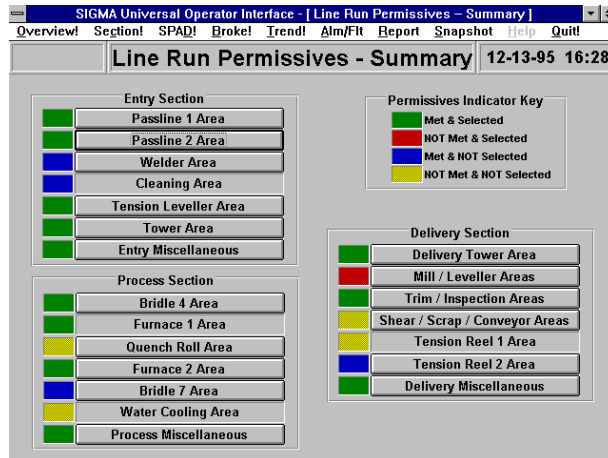 SIGMA Universal Operator Interface - [ Line Run Permissives – Summary ]
Overview! Section! SPAD! Broke! Trend! Alm/Flt Report Snapshot Help Quit!
Line Run Permissives - Summary 12-13-95 16:28
Entry Section
Passline 1 Area
Passline 2 Area
Welder Area
Cleaning Area
Tension Leveller Area
Tower Area
Entry Miscellaneous
Process Section
Bridle 4 Area
Furnace 1 Area
Quench Roll Area
Furnace 2 Area
Bridle 7 Area
Water Cooling Area
Process Miscellaneous
Permissives Indicator Key
Met & Selected
NOT Met & Selected
Met & NOT Selected
NOT Met & NOT Selected
Delivery Section
Delivery Tower Area
Mill / Leveller Areas
Trim / Inspection Areas
Shear / Scrap / Conveyor Areas
Tension Reel 1 Area
Tension Reel 2 Area
Delivery Miscellaneous